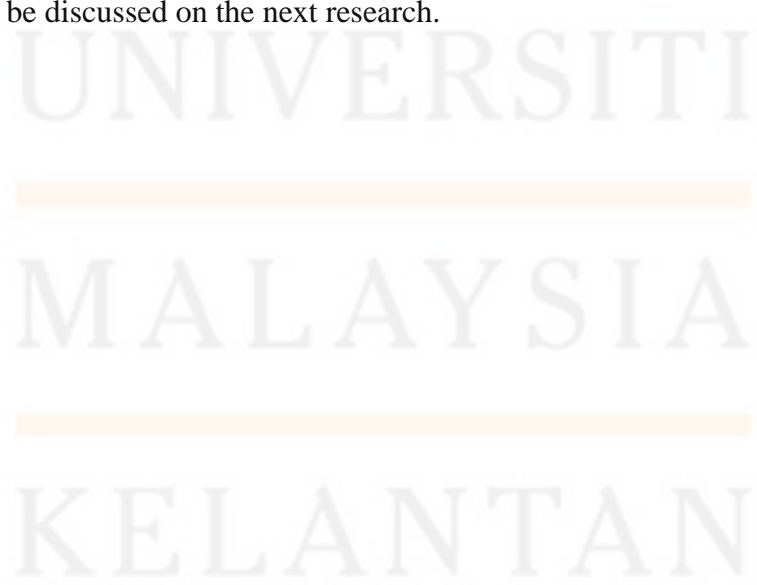 be discussed on the next research.
UNIVERSITI
MALAYSIA
KELANTAN